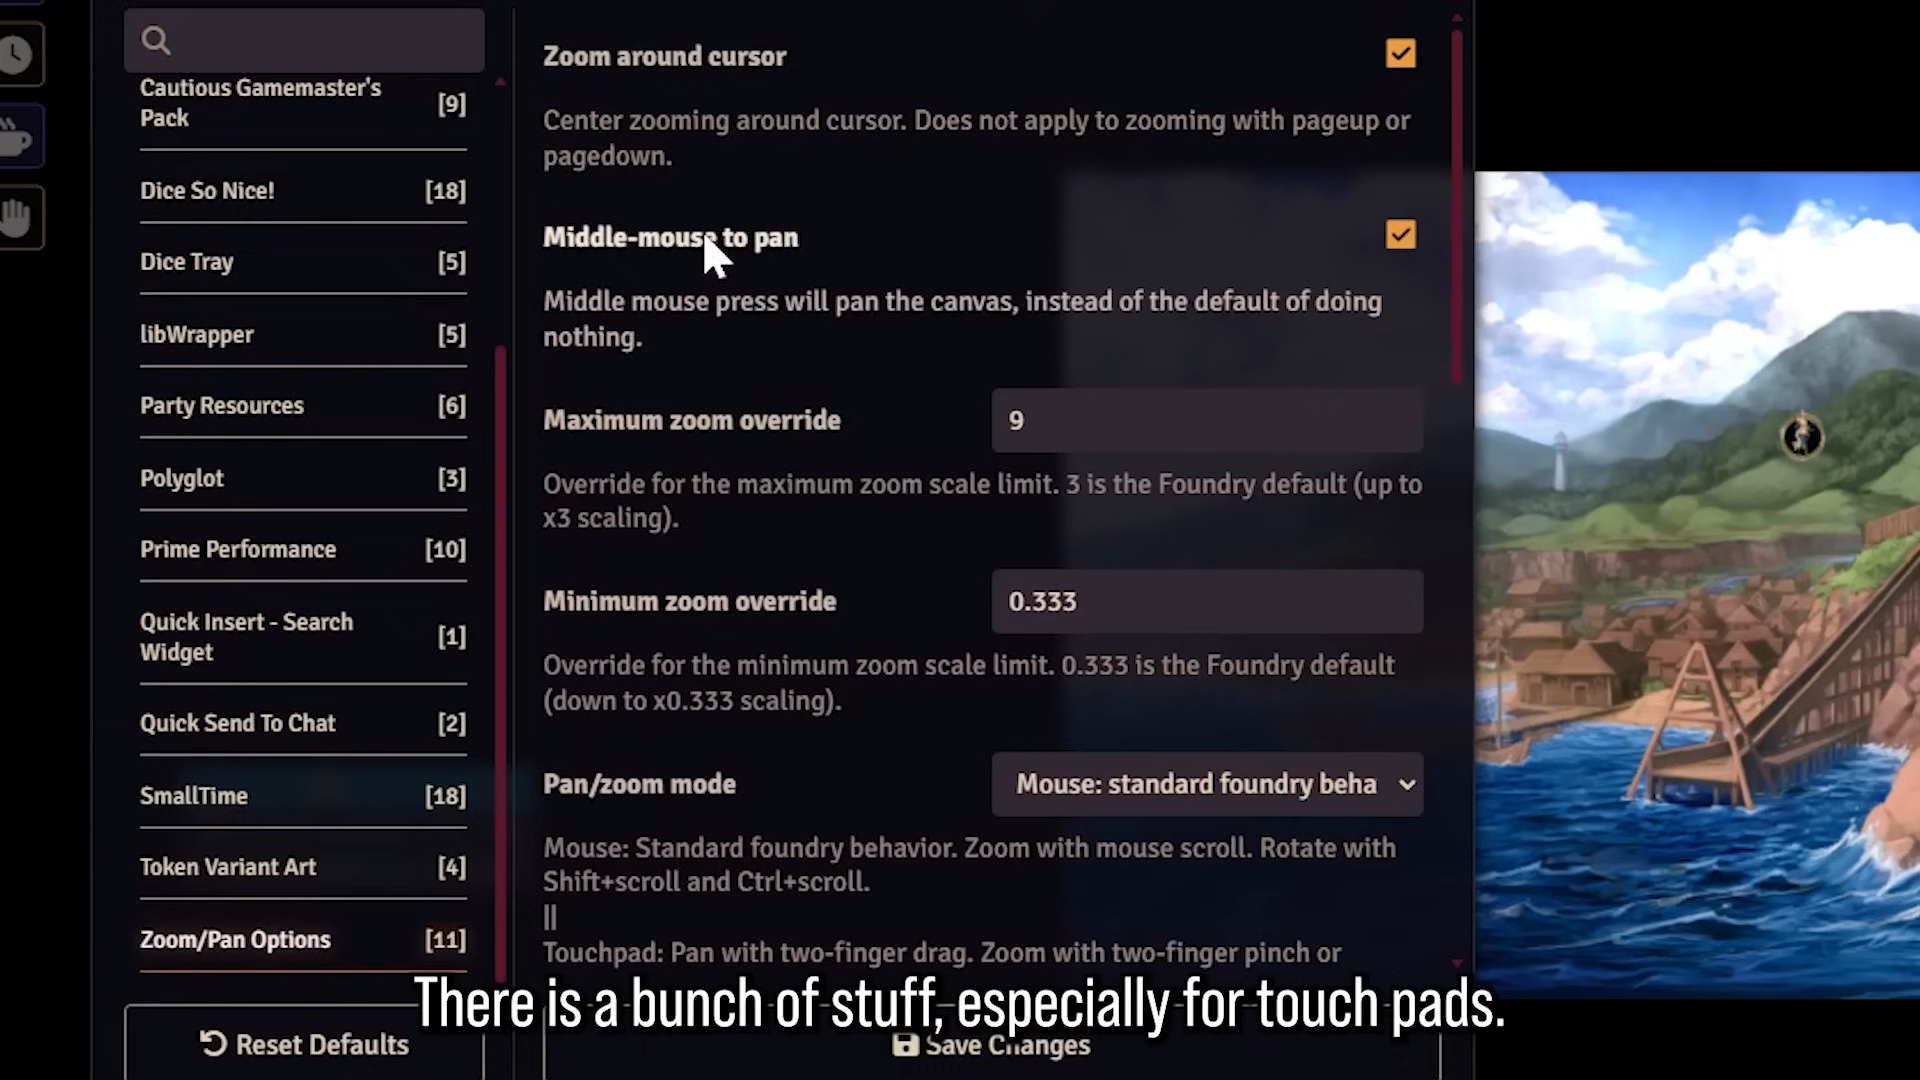 Cautious Gamemaster's
Pack
[9]
Dice So Nice!
[18]
Dice Tray
[5]
libWrapper
[5]
Party Resources
[6]
Polyglot
[3]
Prime Performance
[10]
Quick Insert - Search
Widget
[1]
Quick Send To Chat
[2]
SmallTime
[18]
Token Variant Art
[4]
Zoom/Pan Options
[11]
Reset Defaults
Zoom around cursor
Center zooming around cursor. Does not apply to zooming with pageup or
pagedown.
Middle-mouse to pan
Middle mouse press will pan the canvas, instead of the default of doing
nothing.
Maximum zoom override
9
Override for the maximum zoom scale limit. 3 is the Foundry default (up to
x3 scaling).
Minimum zoom override
0.333
Override for the minimum zoom scale limit. 0.333 is the Foundry default
(down to x0.333 scaling).
Pan/zoom mode
Mouse: standard foundry beha
Mouse: Standard foundry behavior. Zoom with mouse scroll. Rotate with
Shift+scroll and Ctrl+scroll.
||
Touchpad: Pan with two-finger drag. Zoom with two-finger pinch or
There is a bunch of stuff, especially for touch pads.
Save Changes